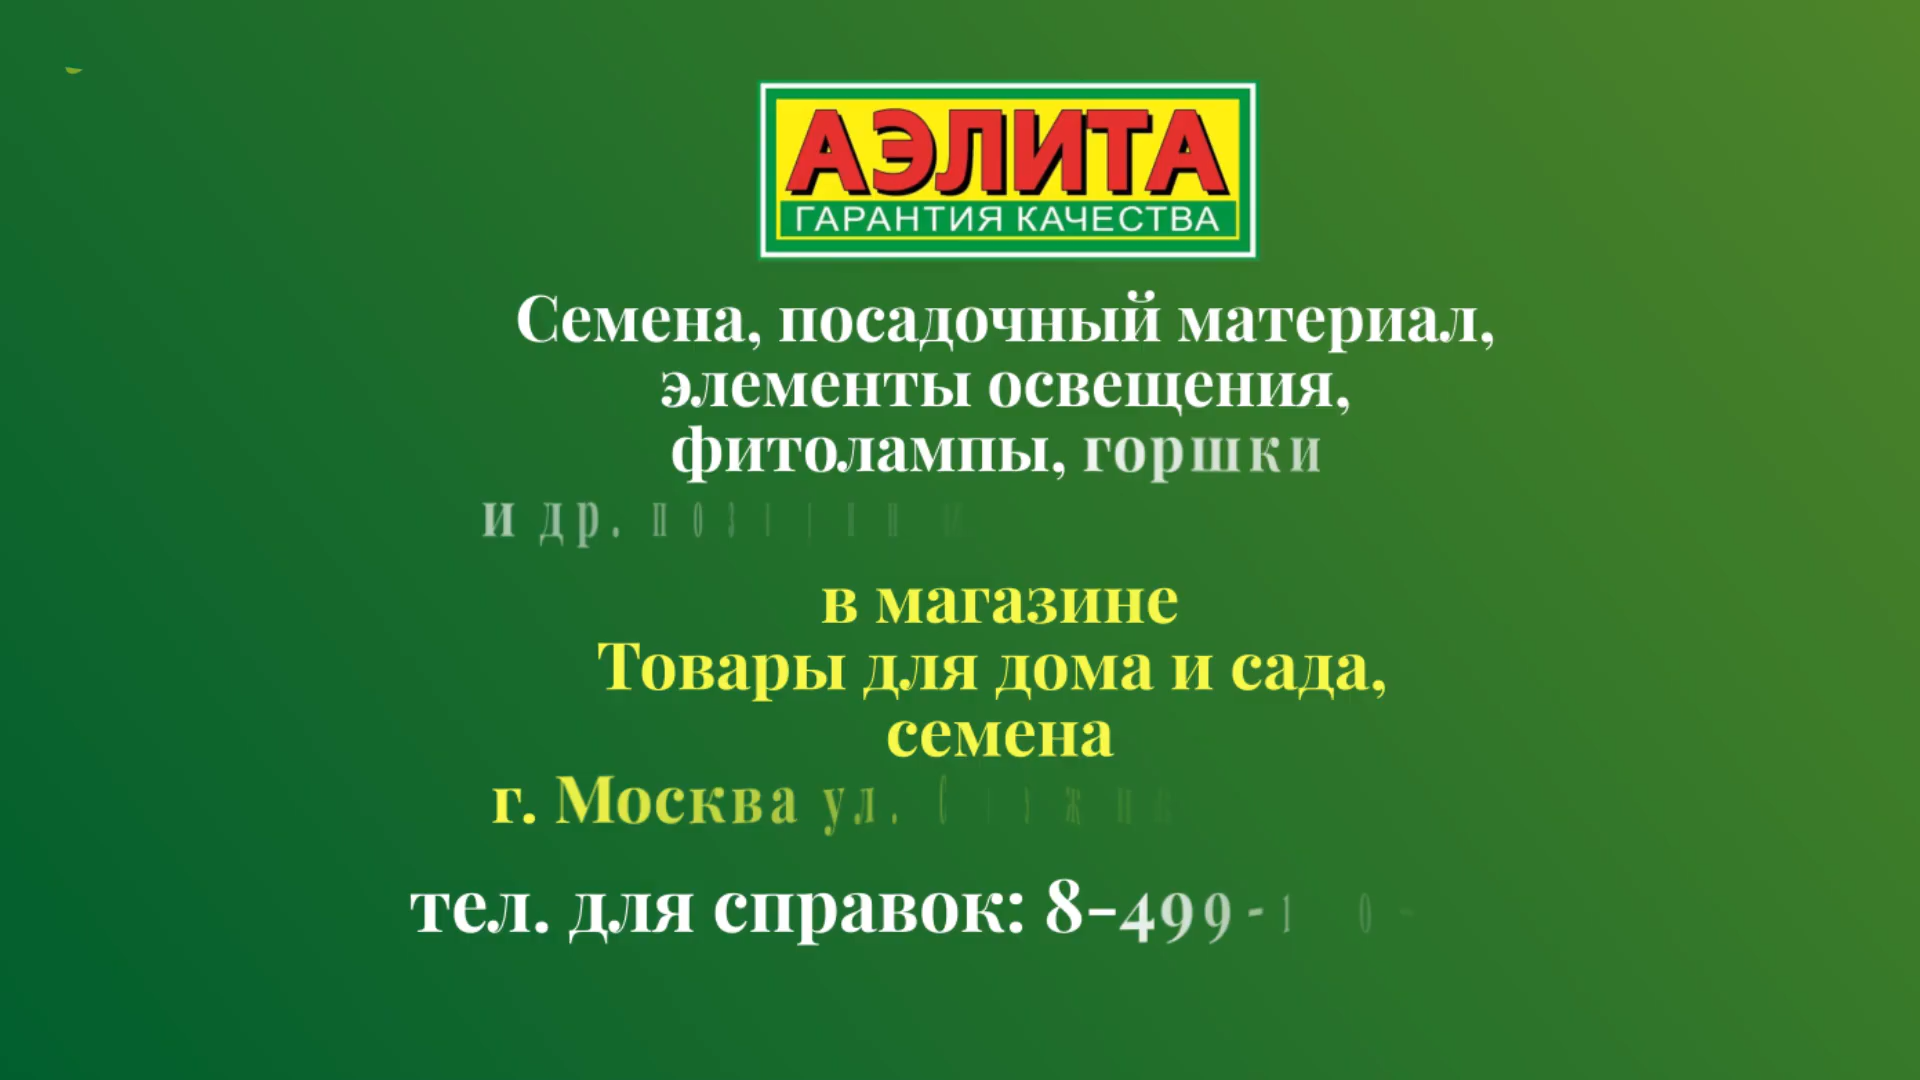 АЭЛИТА
ГАРАНТИЯ КАЧЕСТВА
Семена, посадочный материал,
элементы освещения,
фитолампы, горшки
и др.
в магазине
Товары для дома и сада,
семена
г. Москва ул.
тел. для справок: 8-499-